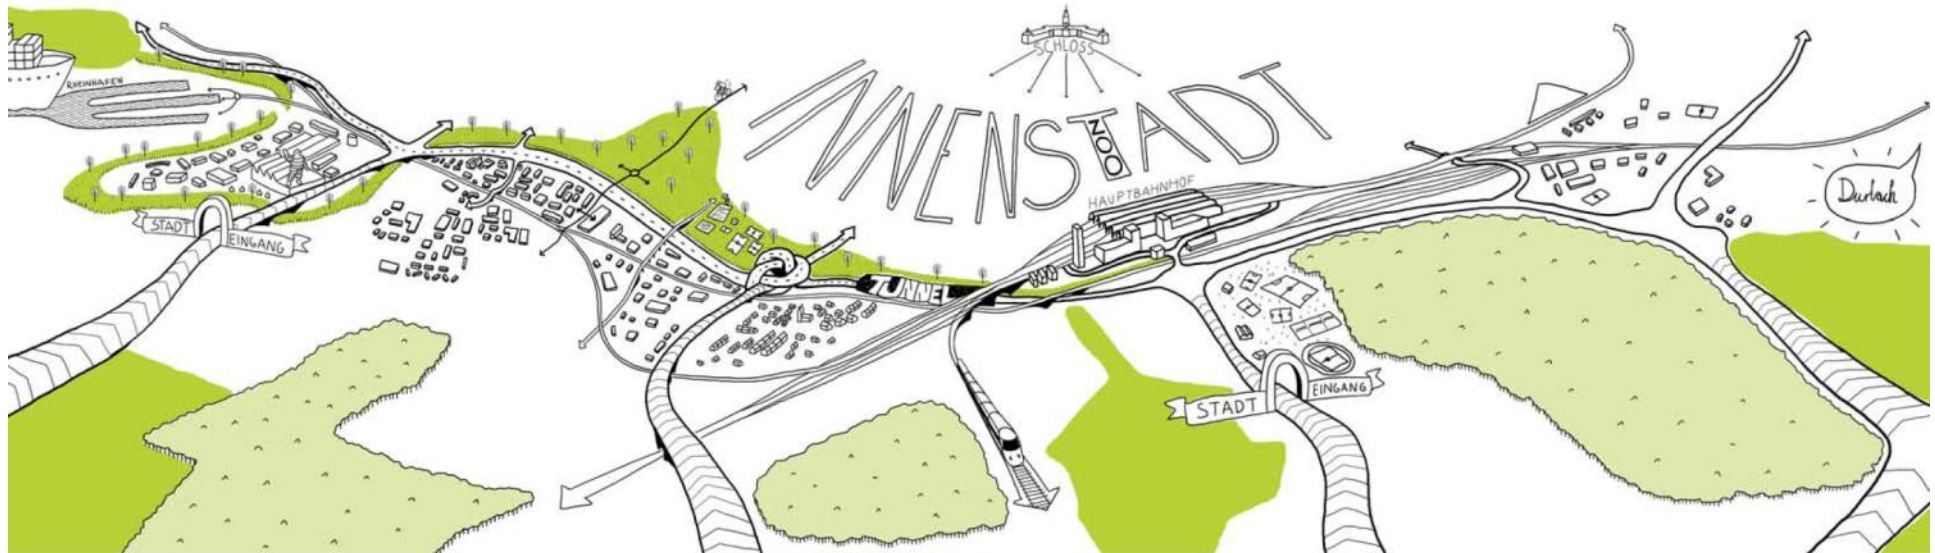 SCHLOSS
RHEINHAFEN
INNENSTADT
ZOO
HAUPTBAHNHOF
Durlach
STADT EINGANG
TUNNEL
STADT EINGANG